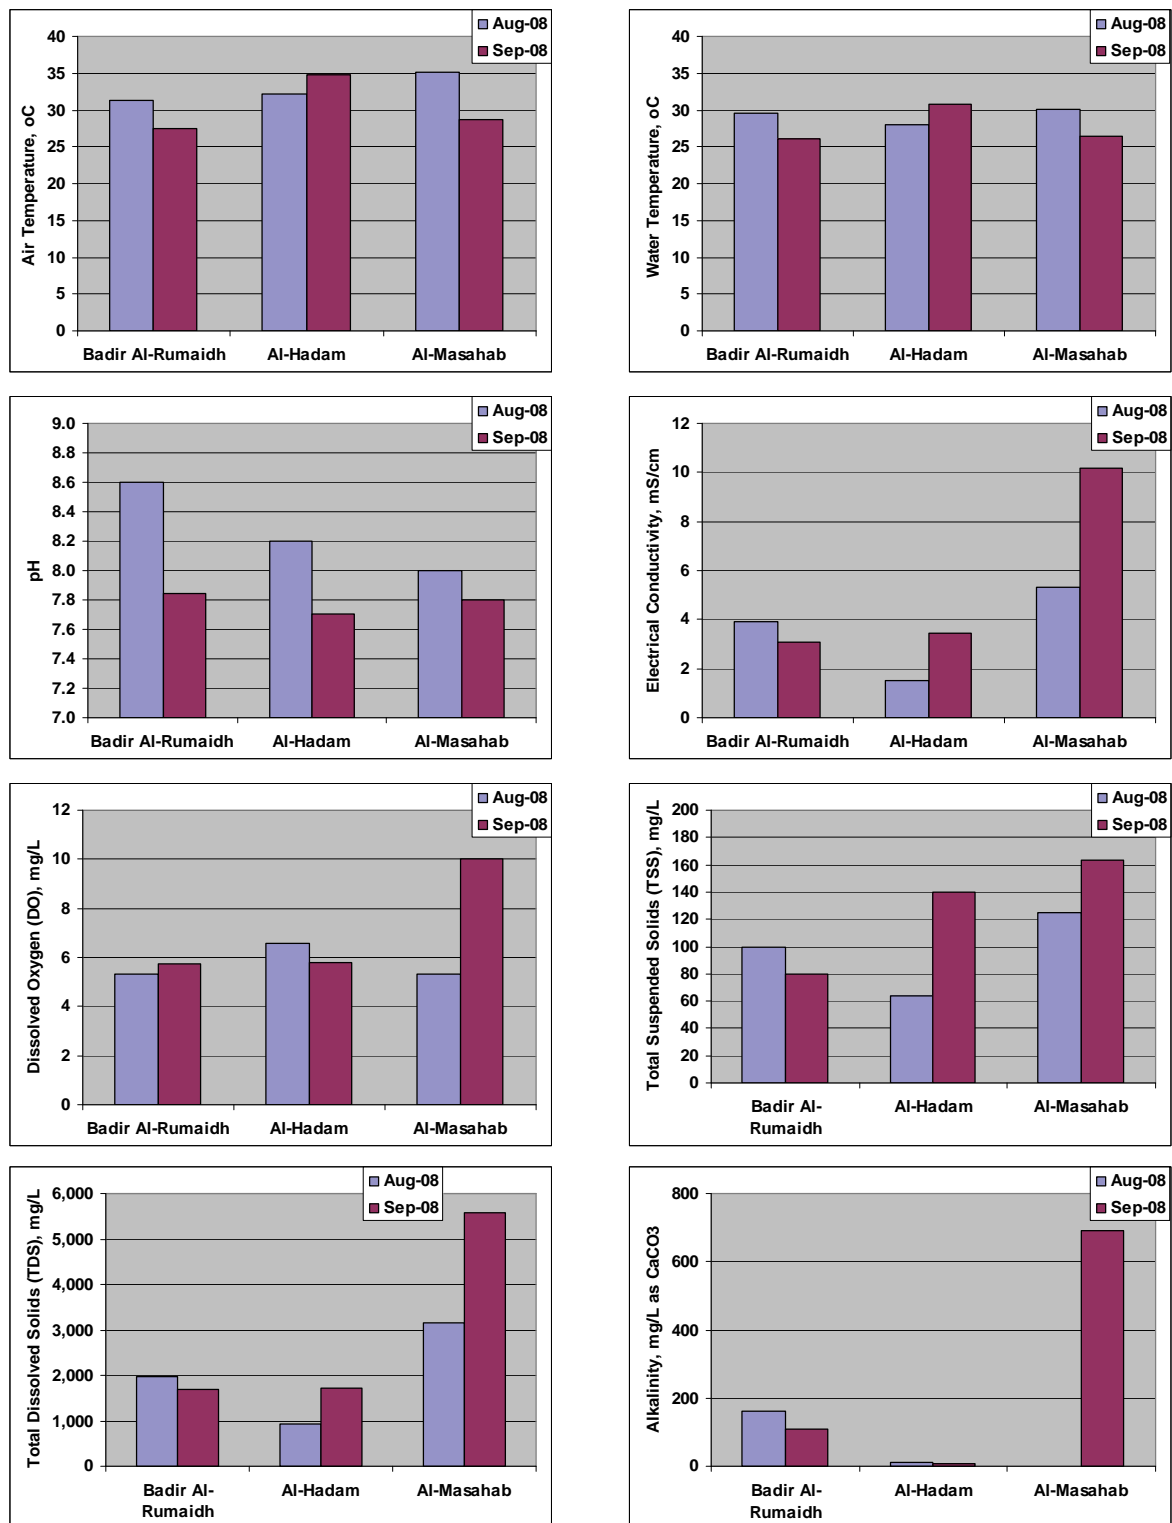 Aug-08
Sep-08
40
35
30
25
20
15
10
5
0
Air Temperature, oC
Badir Al-Rumaidh Al-Hadam Al-Masahab
Aug-08
Sep-08
40
35
30
25
20
15
10
5
0
Water Temperature, oC
Badir Al-Rumaidh Al-Hadam Al-Masahab
Aug-08
Sep-08
9.0
8.8
8.6
8.4
8.2
8.0
7.8
7.6
7.4
7.2
7.0
pH
Badir Al-Rumaidh Al-Hadam Al-Masahab
Aug-08
Sep-08
12
10
8
6
4
2
0
Electrical Conductivity, mS/cm
Badir Al-Rumaidh Al-Hadam Al-Masahab
Aug-08
Sep-08
12
10
8
6
4
2
0
Dissolved Oxygen (DO), mg/L
Badir Al-Rumaidh Al-Hadam Al-Masahab
Aug-08
Sep-08
200
180
160
140
120
100
80
60
40
20
0
Total Suspended Solids (TSS), mg/L
Badir Al- Al-Hadam Al-Masahab
Rumaidh
Aug-08
Sep-08
6,000
5,000
4,000
3,000
2,000
1,000
0
Total Dissolved Solids (TDS), mg/L
Badir Al- Al-Hadam Al-Masahab
Rumaidh
Aug-08
Sep-08
800
600
400
200
0
Alkalinity, mg/L as CaCO3
Badir Al- Al-Hadam Al-Masahab
Rumaidh